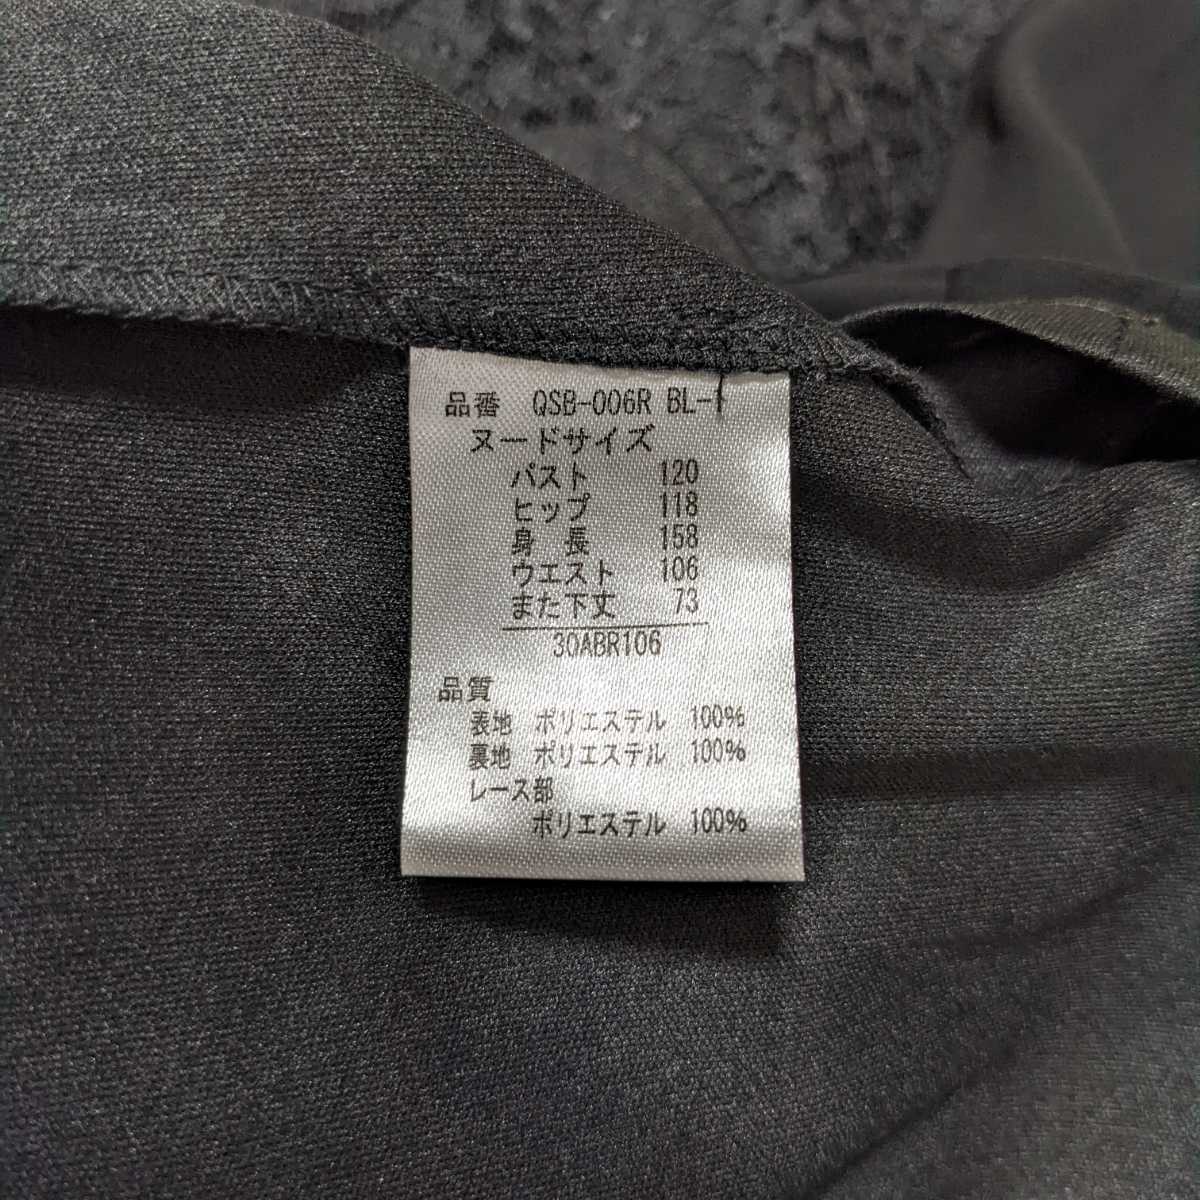 品番 QSB-006R BL-1
ヌードサイズ
バスト 120
ヒップ 118
身長 158
ウエスト 106
また下丈 73
30ABR106
品質
表地 ポリエステル 100%
裏地 ポリエステル 100%
レース部
ポリエステル 100%